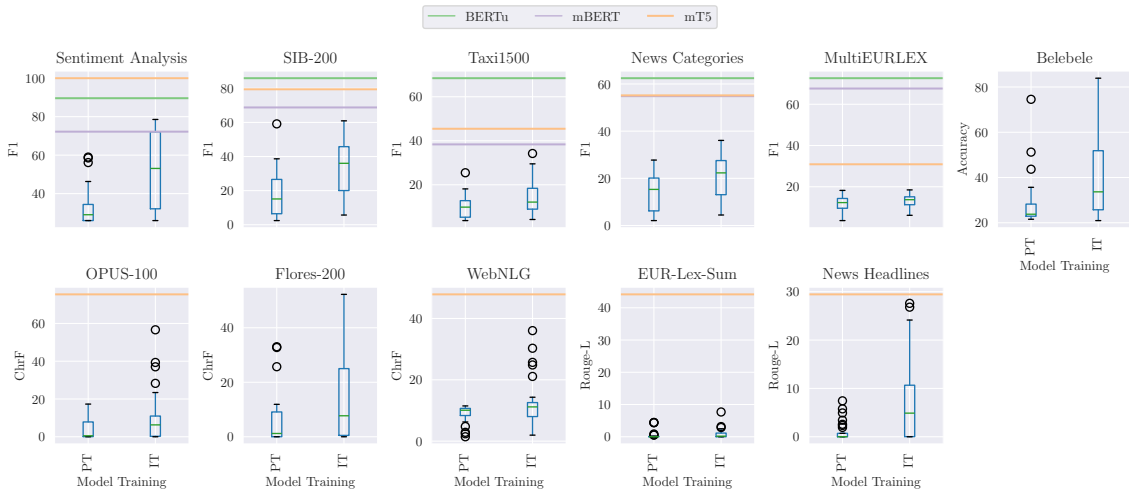 BERTu mBERT mT5
Sentiment Analysis SIB-200 Taxi1500 News Categories MultiEURLEX Belebele
F1 100 80 60 40
F1 80 60 40 20 0
F1 60 40 20
F1 60 40 20 0
F1 60 40 20
Accuracy 80 60 40 20
PT IT
Model Training
OPUS-100 Flores-200 WebNLG EUR-Lex-Sum News Headlines
ChrF 60 40 20 0
ChrF 40 20 0
ChrF 40 20 0
Rouge-L 40 30 20 10 0
Rouge-L 30 20 10 0
PT IT PT IT PT IT PT IT PT IT
Model Training Model Training Model Training Model Training Model Training